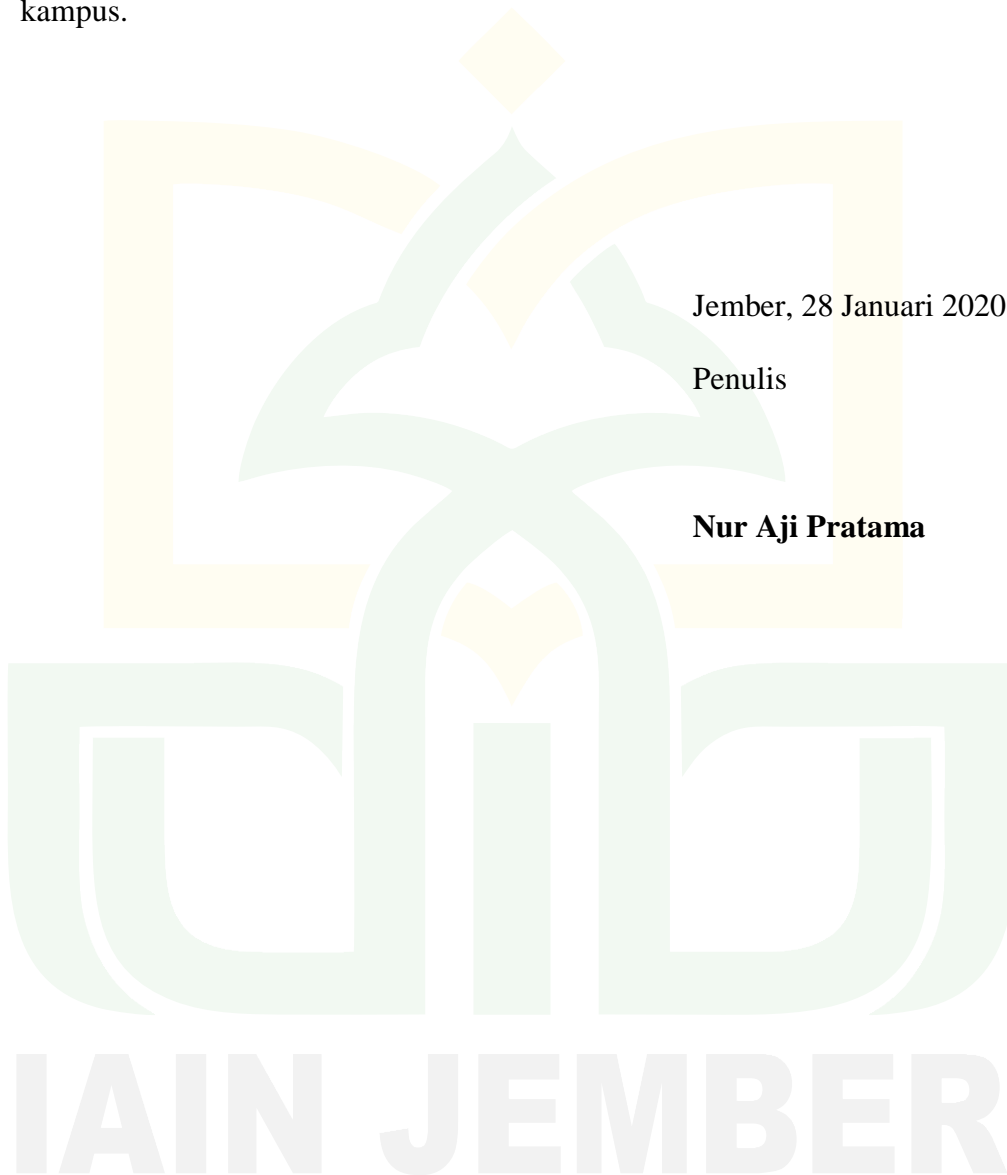 kampus.
Jember, 28 Januari 2020
Penulis
Nur Aji Pratama
IAIN JEMBER